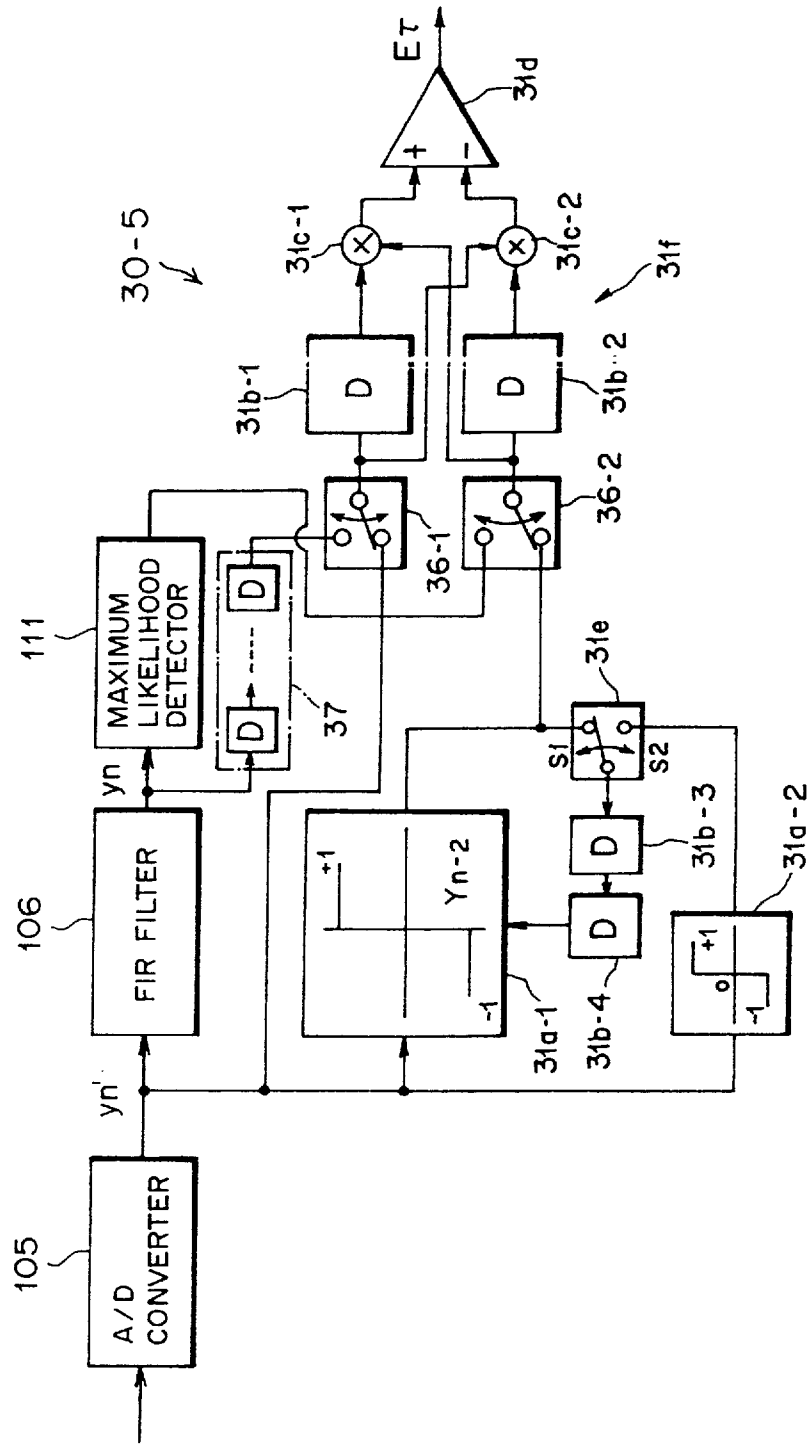 30-5
105
A/D
CONVERTER
yn'
106
FIR FILTER
yn
111
MAXIMUM
LIKELIHOOD
DETECTOR
D
D
37
36-1
36-2
31b-1
D
31b-2
D
31c-1
X
31c-2
X
+
−
31d
Eτ
31f
+1
Yn-2
-1
31a-1
S1
S2
31e
D
31b-3
D
31b-4
+1
0
-1
31a-2